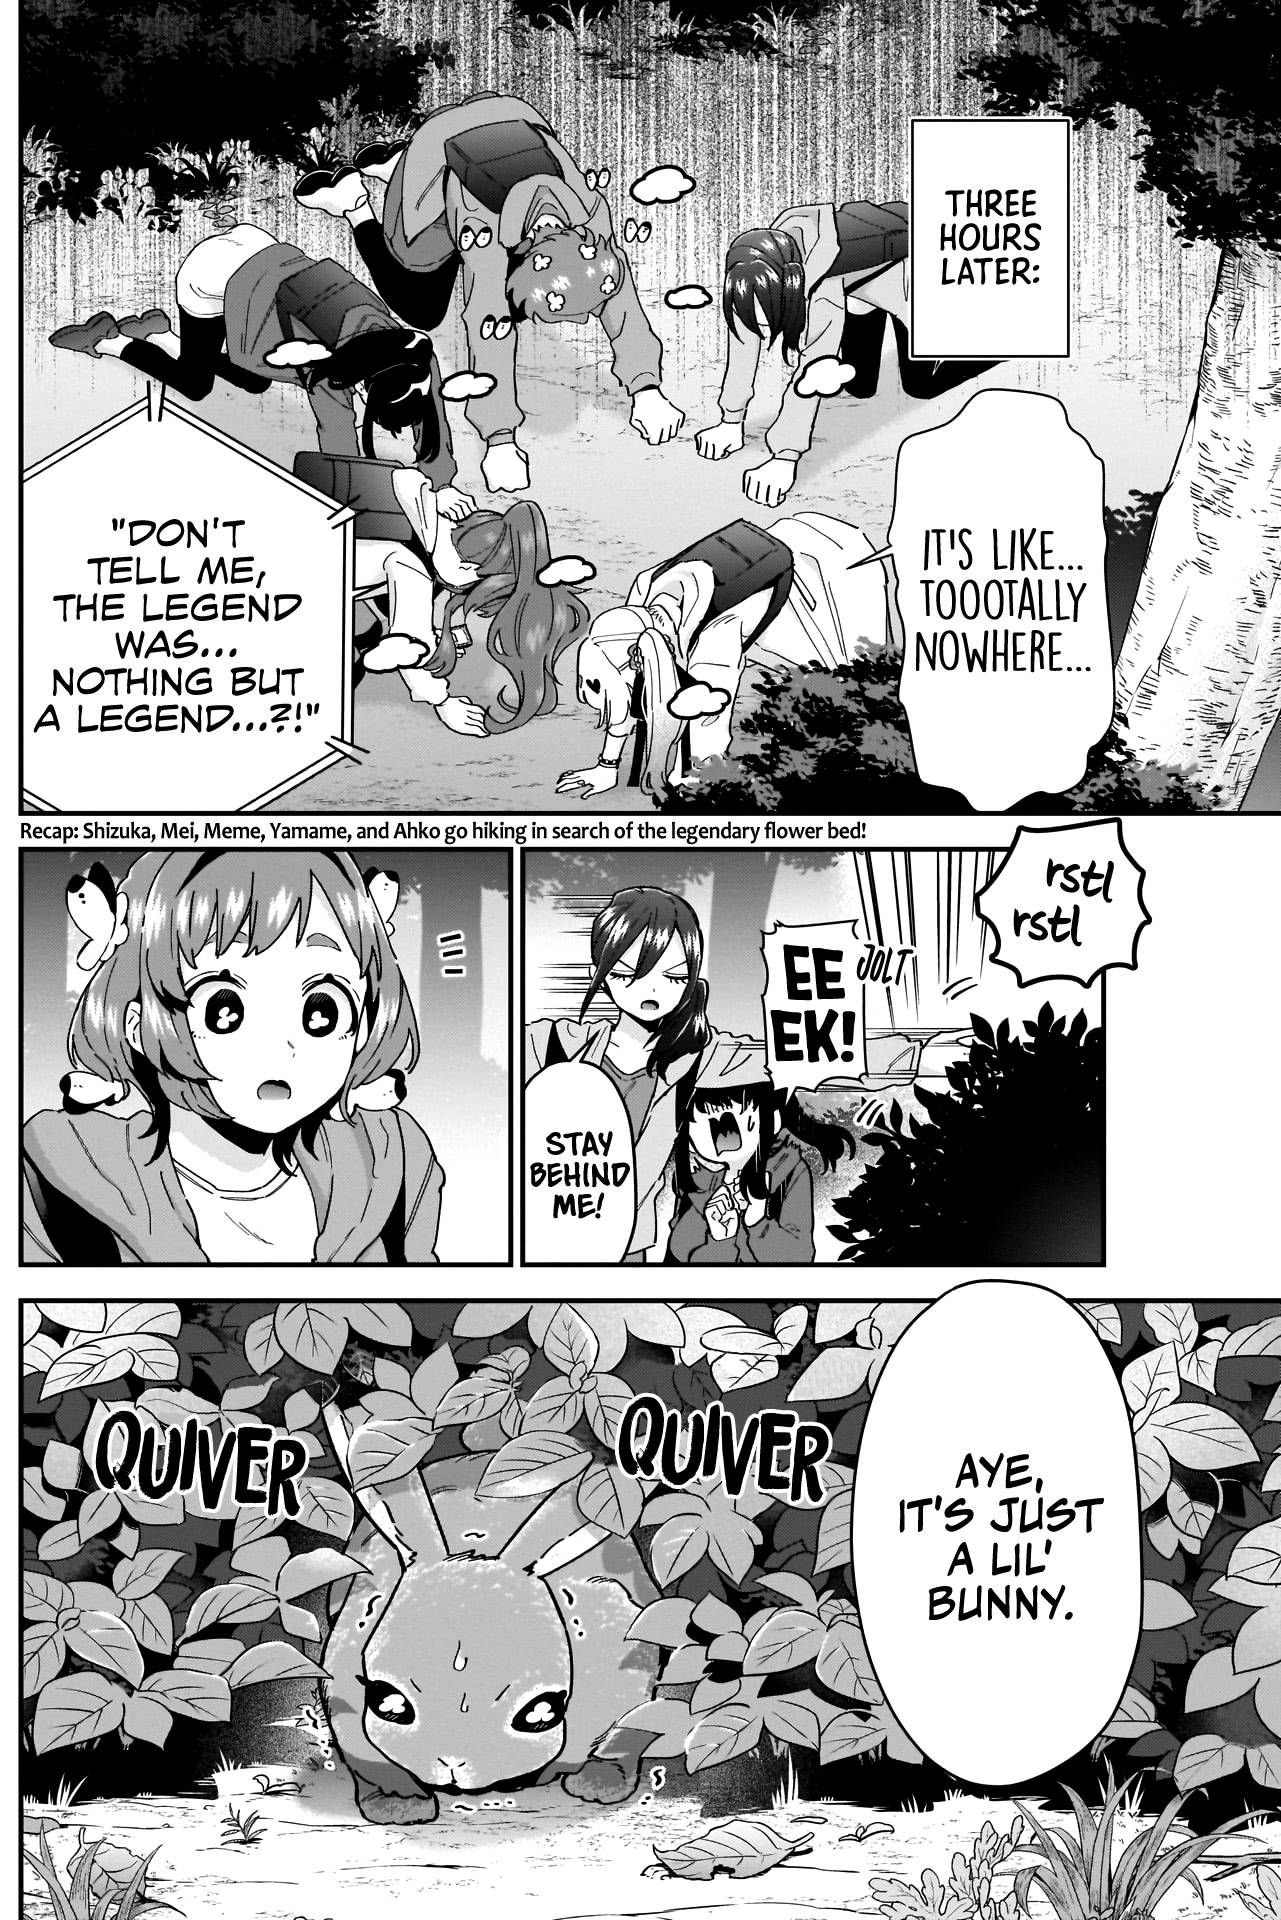 THREE
HOURS
LATER:
IT'S LIKE...
TOOOTALLY
NOWHERE...
"DON'T
TELL ME,
THE LEGEND
WAS...
NOTHING BUT
A LEGEND...?!"
Recap: Shizuka, Mei, Meme, Yamame, and Ahko go hiking in search of the legendary flower bed!
rstl
rstl
JOLT
EE
EK!
STAY
BEHIND
ME!
AYE,
IT'S JUST
A LIL'
BUNNY.
QUIVER
QUIVER